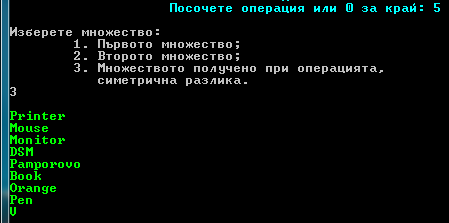 Посочете операция или 0 за край: 5
Изберете множество:
1. Първото множество;
2. Второто множество;
3. Множеството получено при операцията,
симетрична разлика.
3
Printer
Mouse
Monitor
DSM
Pamporovo
Book
Orange
Pen
V